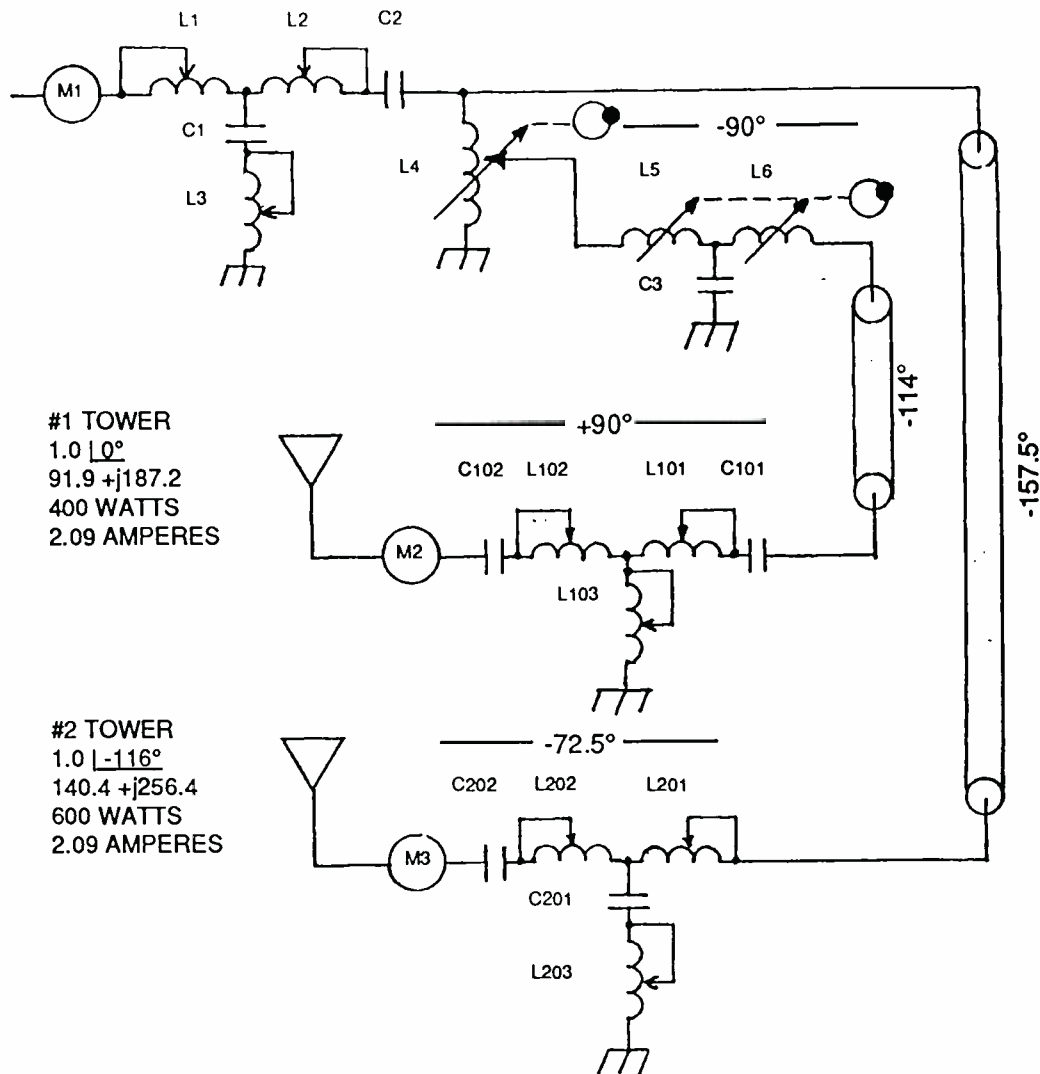 L1 L2 C2
M1
C1
-90°
L4 L5 L6
L3
C3
-114°
-157.5°
#1 TOWER
1.0 |0°
91.9 +j187.2
400 WATTS
2.09 AMPERES
+90°
C102 L102 L101 C101
M2
L103
#2 TOWER
1.0 |-116°
140.4 +j256.4
600 WATTS
2.09 AMPERES
-72.5°
C202 L202 L201
M3
C201
L203